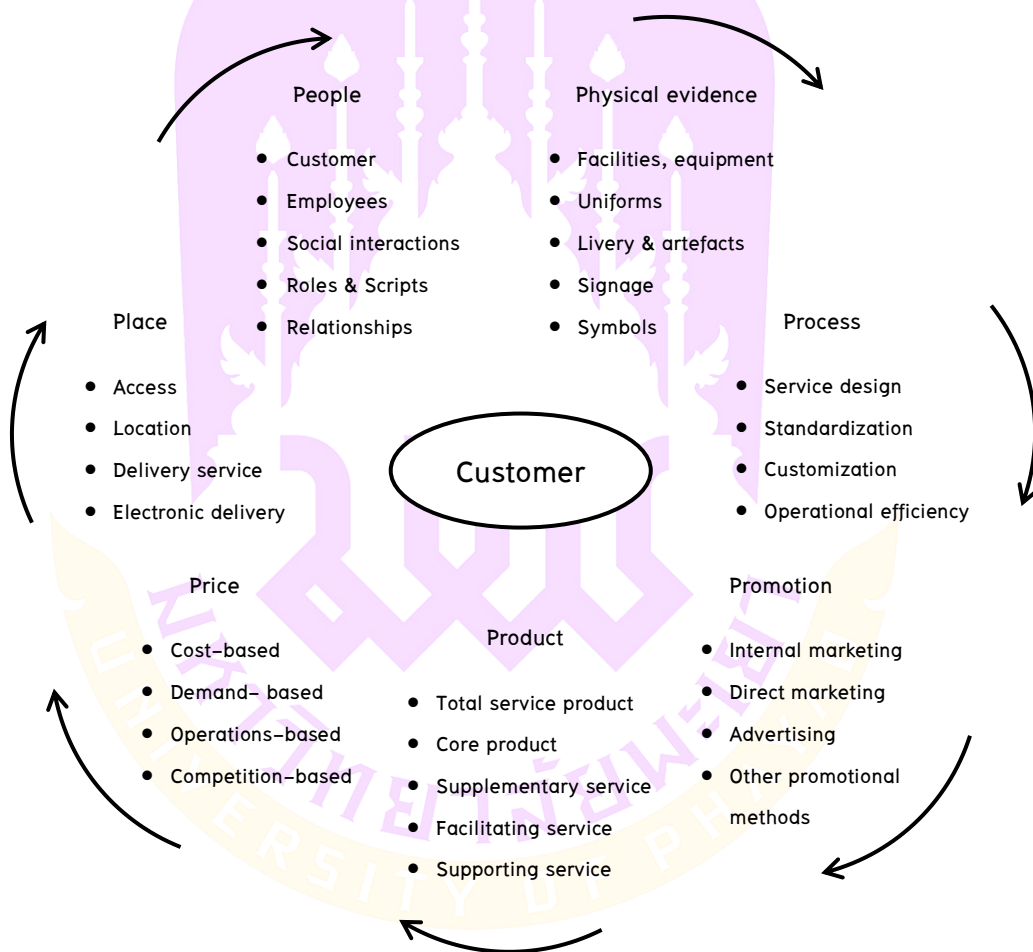 People
Customer
Employees
Social interactions
Roles & Scripts
Relationships
Physical evidence
Facilities, equipment
Uniforms
Livery & artefacts
Signage
Symbols
Place
Access
Location
Delivery service
Electronic delivery
Process
Service design
Standardization
Customization
Operational efficiency
Customer
Price
Cost-based
Demand- based
Operations-based
Competition-based
Product
Total service product
Core product
Supplementary service
Facilitating service
Supporting service
Promotion
Internal marketing
Direct marketing
Advertising
Other promotional
methods
UNIVERSITY OF PHAYAO